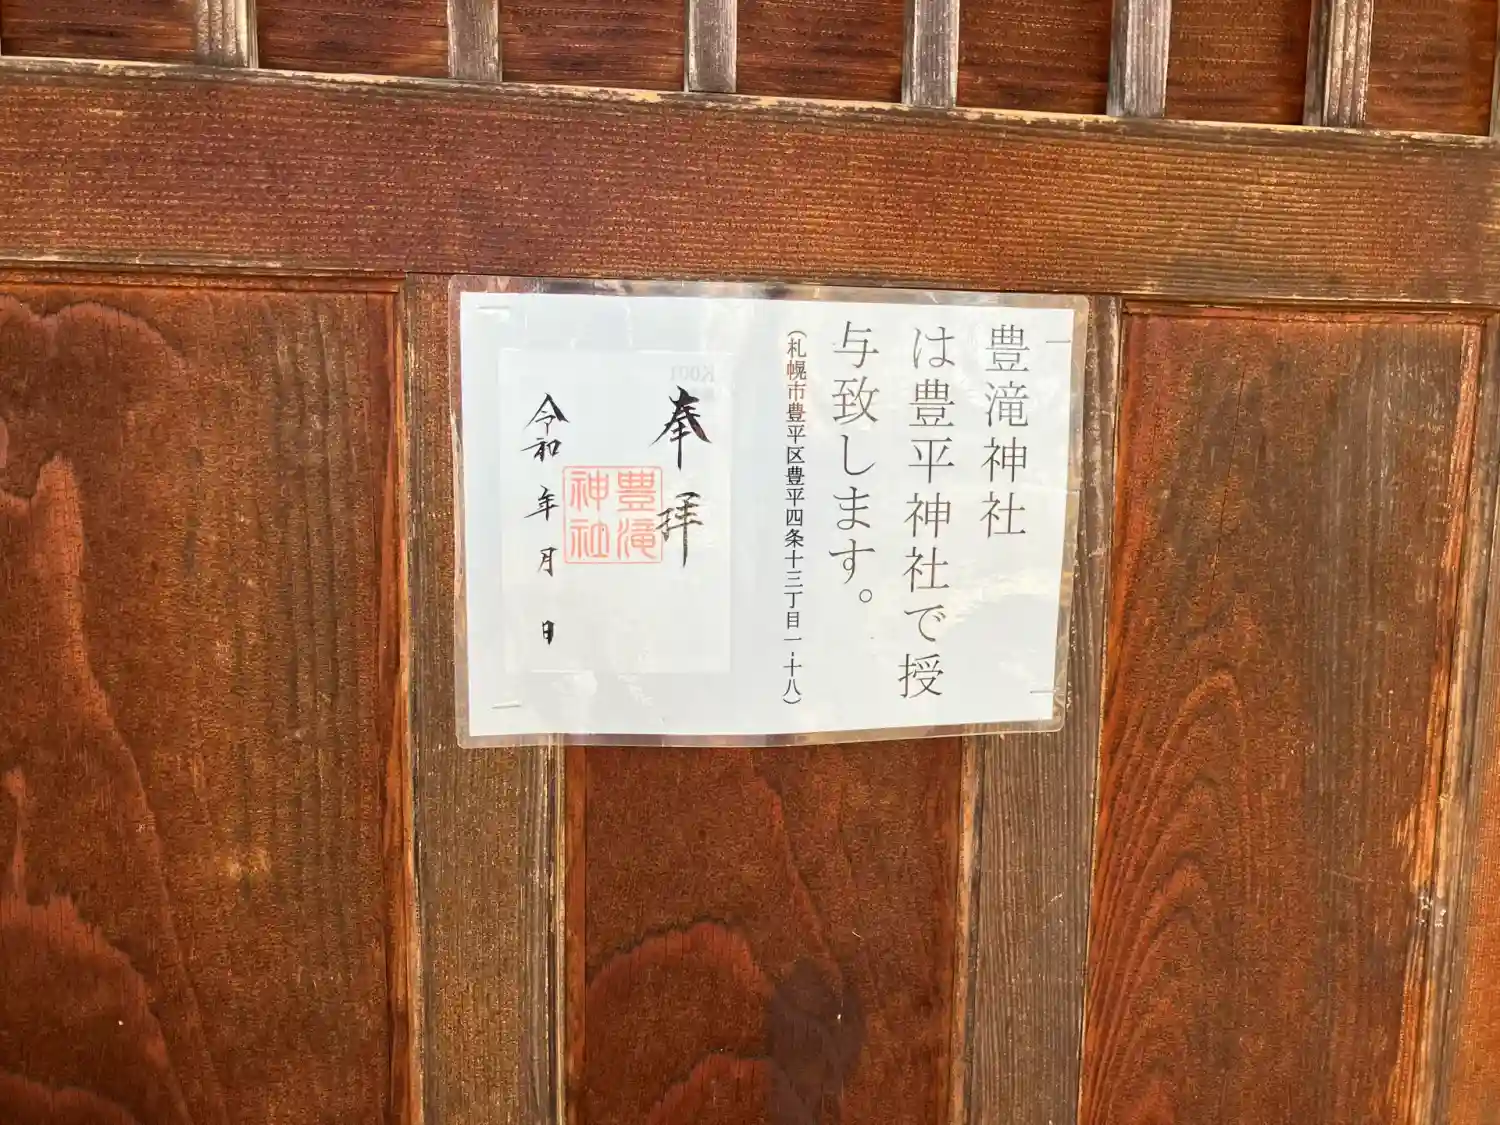 豊滝神社
は豊平神社で授
与致します。
（札幌市豊平区豊平四条十三丁目一-十八）
奉拝
豊滝
神社
令和 年 月 日